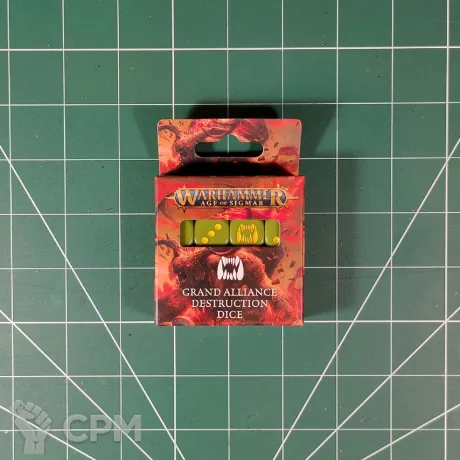 WARHAMMER
AGE OF SIGMAR
GRAND ALLIANCE
DESTRUCTION
DICE
CPM